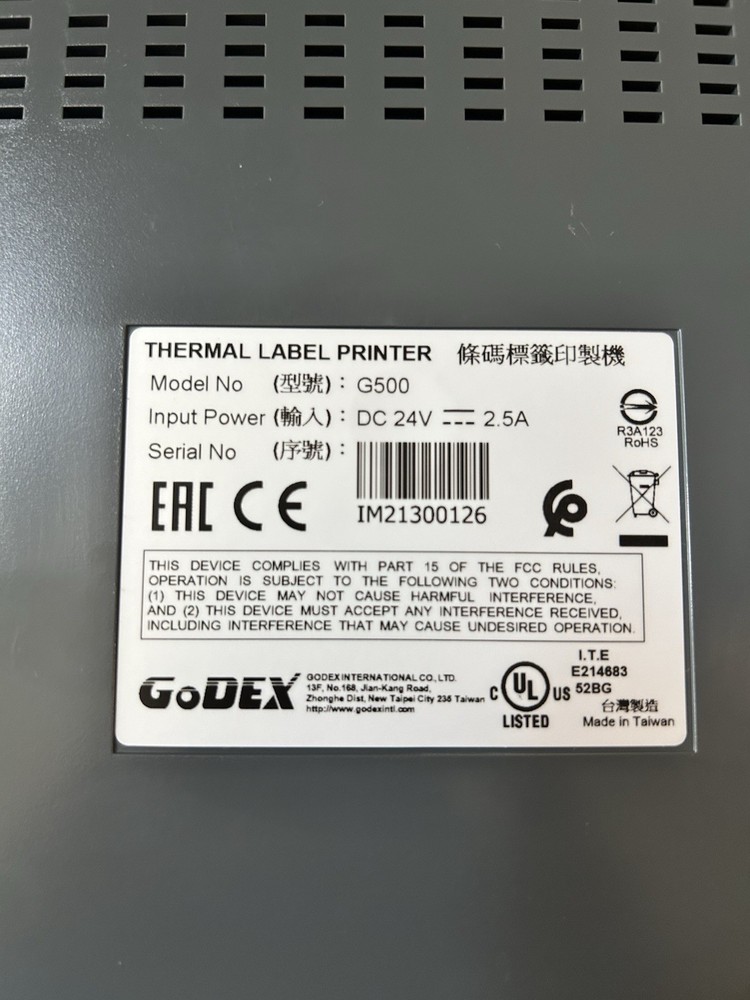 THERMAL LABEL PRINTER 條碼標籤印製機
Model No (型號)： G500
Input Power (輸入)： DC 24V 2.5A
Serial No (序號)：
IM21300126
R3A123
RoHS
EAC CE
THIS DEVICE COMPLIES WITH PART 15 OF THE FCC RULES,
OPERATION IS SUBJECT TO THE FOLLOWING TWO CONDITIONS:
(1) THIS DEVICE MAY NOT CAUSE HARMFUL INTERFERENCE,
AND (2) THIS DEVICE MUST ACCEPT ANY INTERFERENCE RECEIVED,
INCLUDING INTERFERENCE THAT MAY CAUSE UNDESIRED OPERATION.
GoDEX
GODEX INTERNATIONAL CO., LTD.
13F, No.168, Jian-Kang Road,
Zhonghe Dist, New Taipei City 235 Taiwan
http://www.godexintl.com
C UL US
LISTED
I.T.E
E214683
52BG
台灣製造
Made in Taiwan